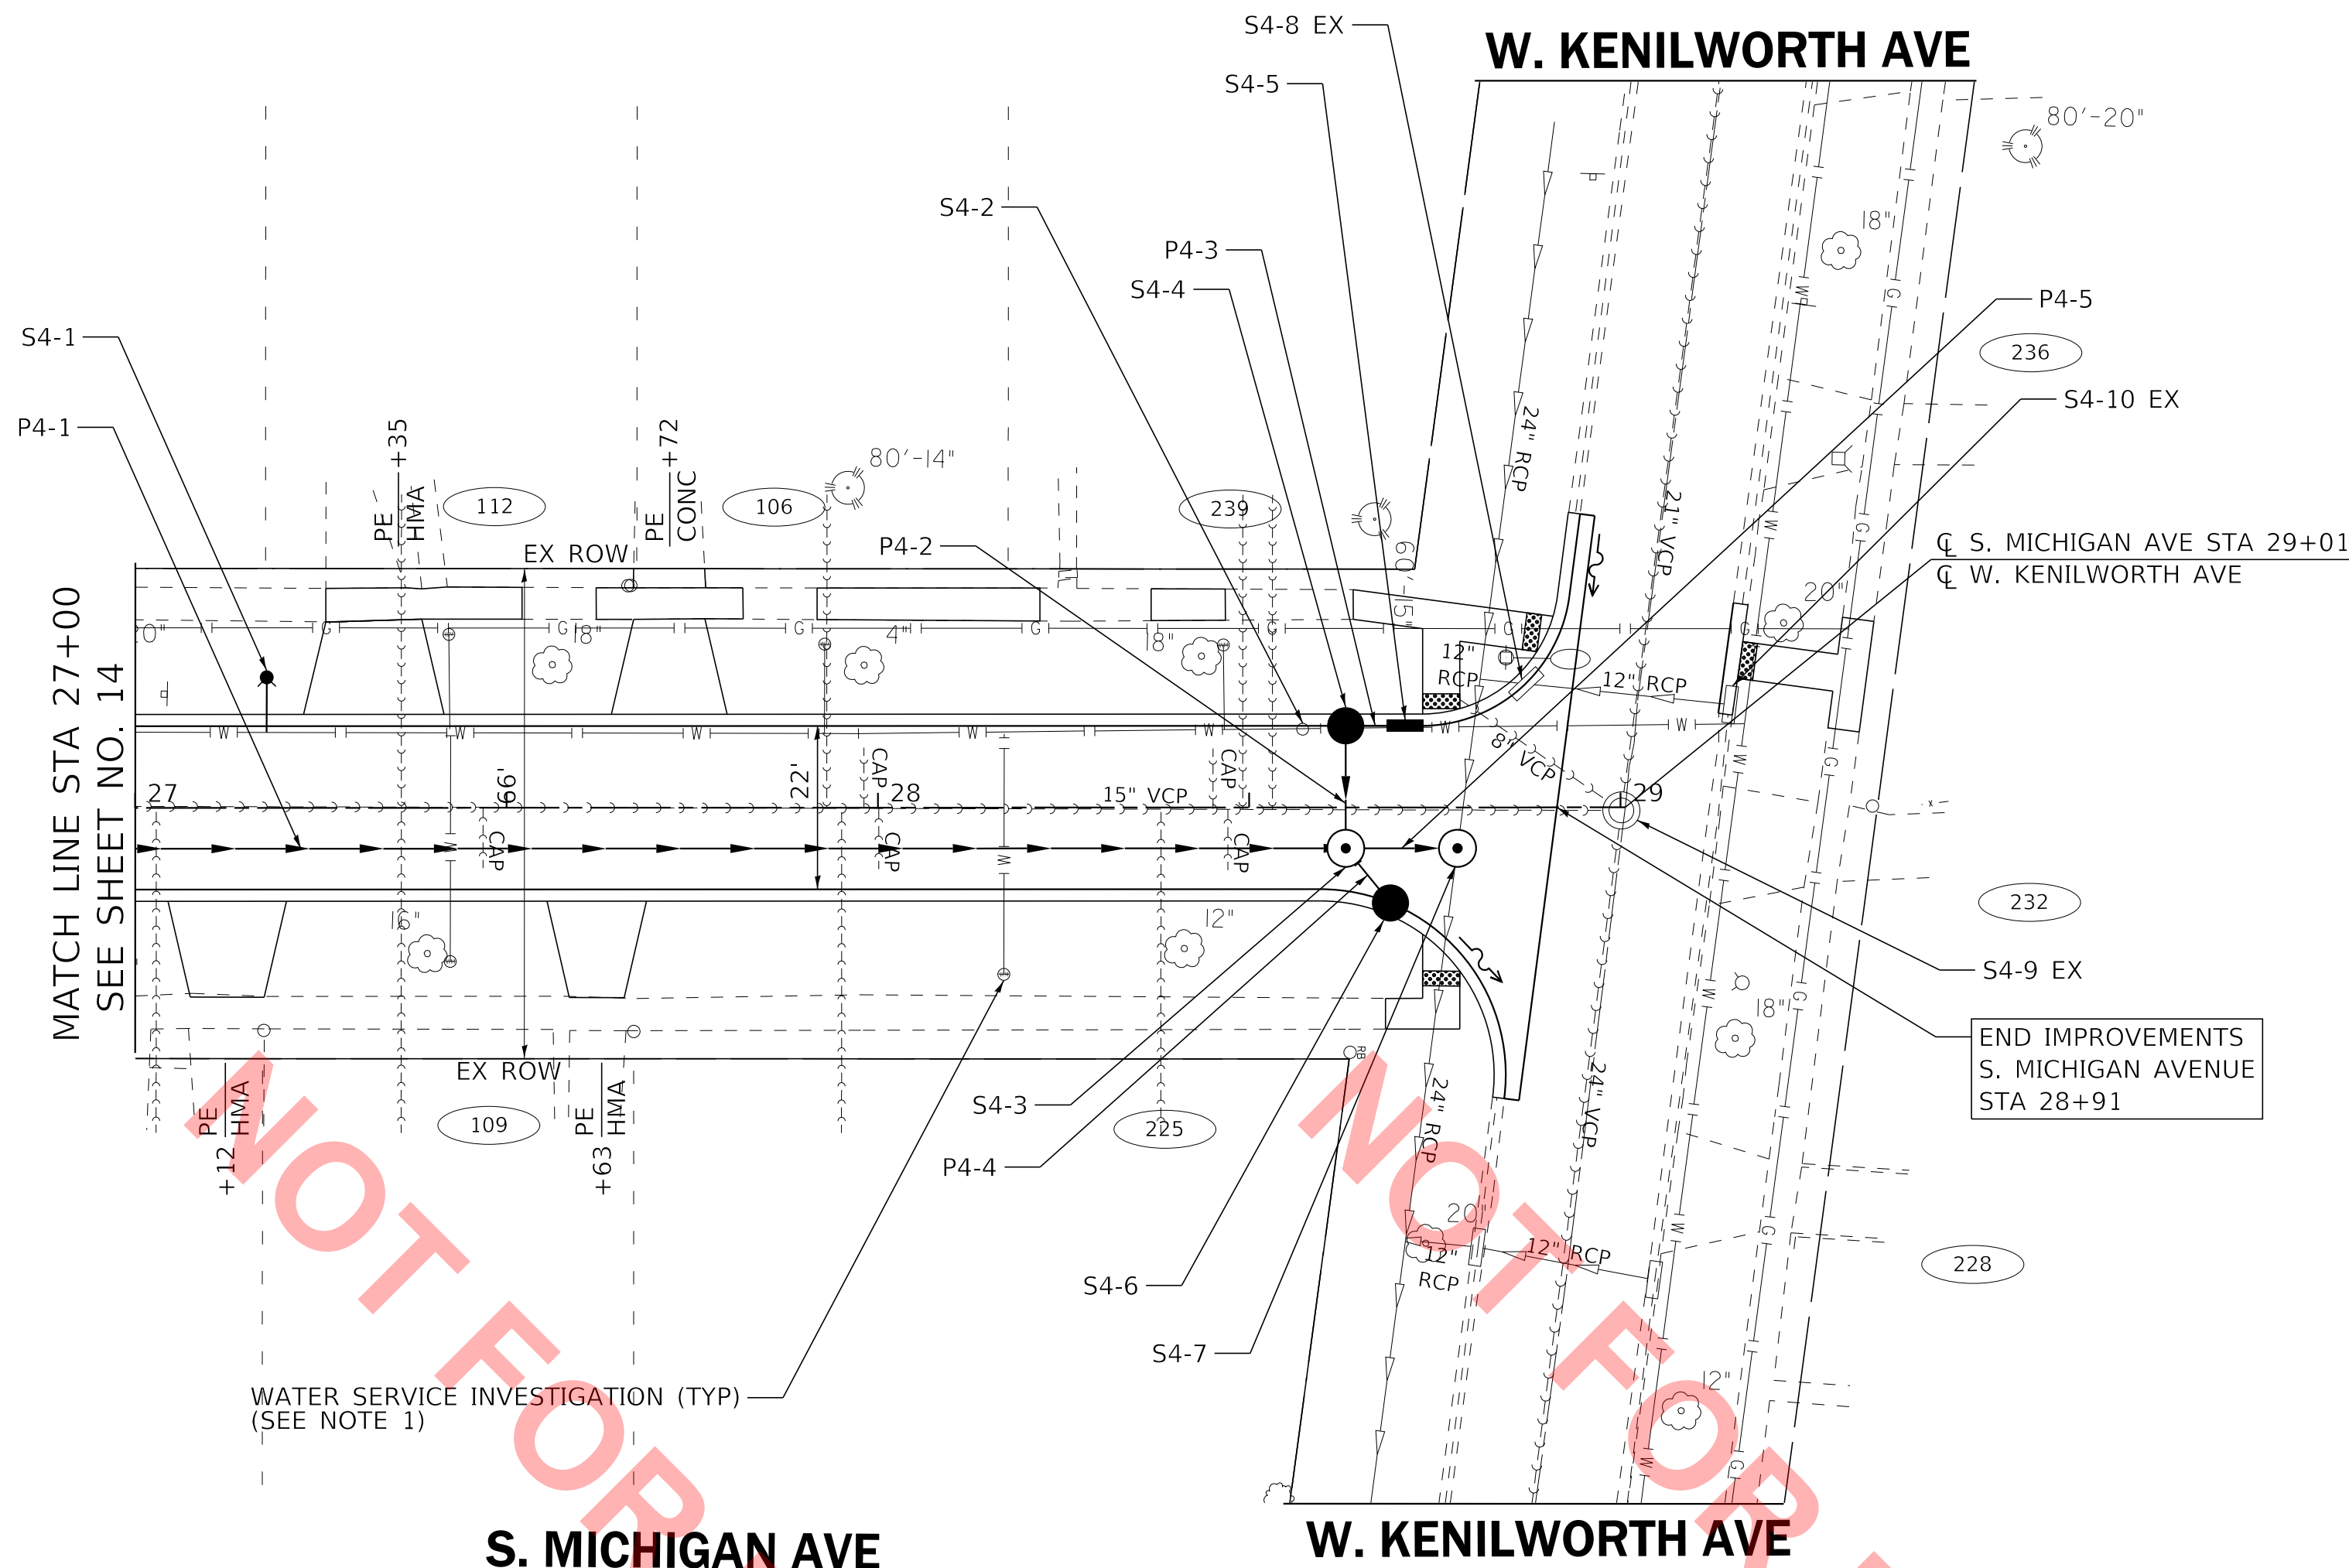 S4-8 EX
W. KENILWORTH AVE
S4-5
80'-20"
S4-2
18"
P4-3
S4-4
P4-5
S4-1
236
S4-10 EX
P4-1
24" RCP
+35
PE
HMA
+72
PE
CONC
80'-14"
112
106
239
21" VCP
EX ROW
P4-2
60'-15"
℄ S. MICHIGAN AVE STA 29+01
℄ W. KENILWORTH AVE
20"
MATCH LINE STA 27+00
SEE SHEET NO. 14
0"
G
G
18"
G
4"
G
18"
G
G
G
12"
RCP
12" RCP
W
W
W
W
W
W
W
8" VCP
CAP
CAP
66'
22'
27
28
15" VCP
29
CAP
CAP
CAP
16"
12"
232
S4-9 EX
18"
END IMPROVEMENTS
S. MICHIGAN AVENUE
STA 28+91
RB
EX ROW
PE
HMA
+12
109
PE
HMA
+63
S4-3
225
24" RCP
24" VCP
P4-4
20"
12"
RCP
12" RCP
228
S4-6
S4-7
WATER SERVICE INVESTIGATION (TYP)
(SEE NOTE 1)
12"
S. MICHIGAN AVE
W. KENILWORTH AVE
NOT FOR
NOT FOR